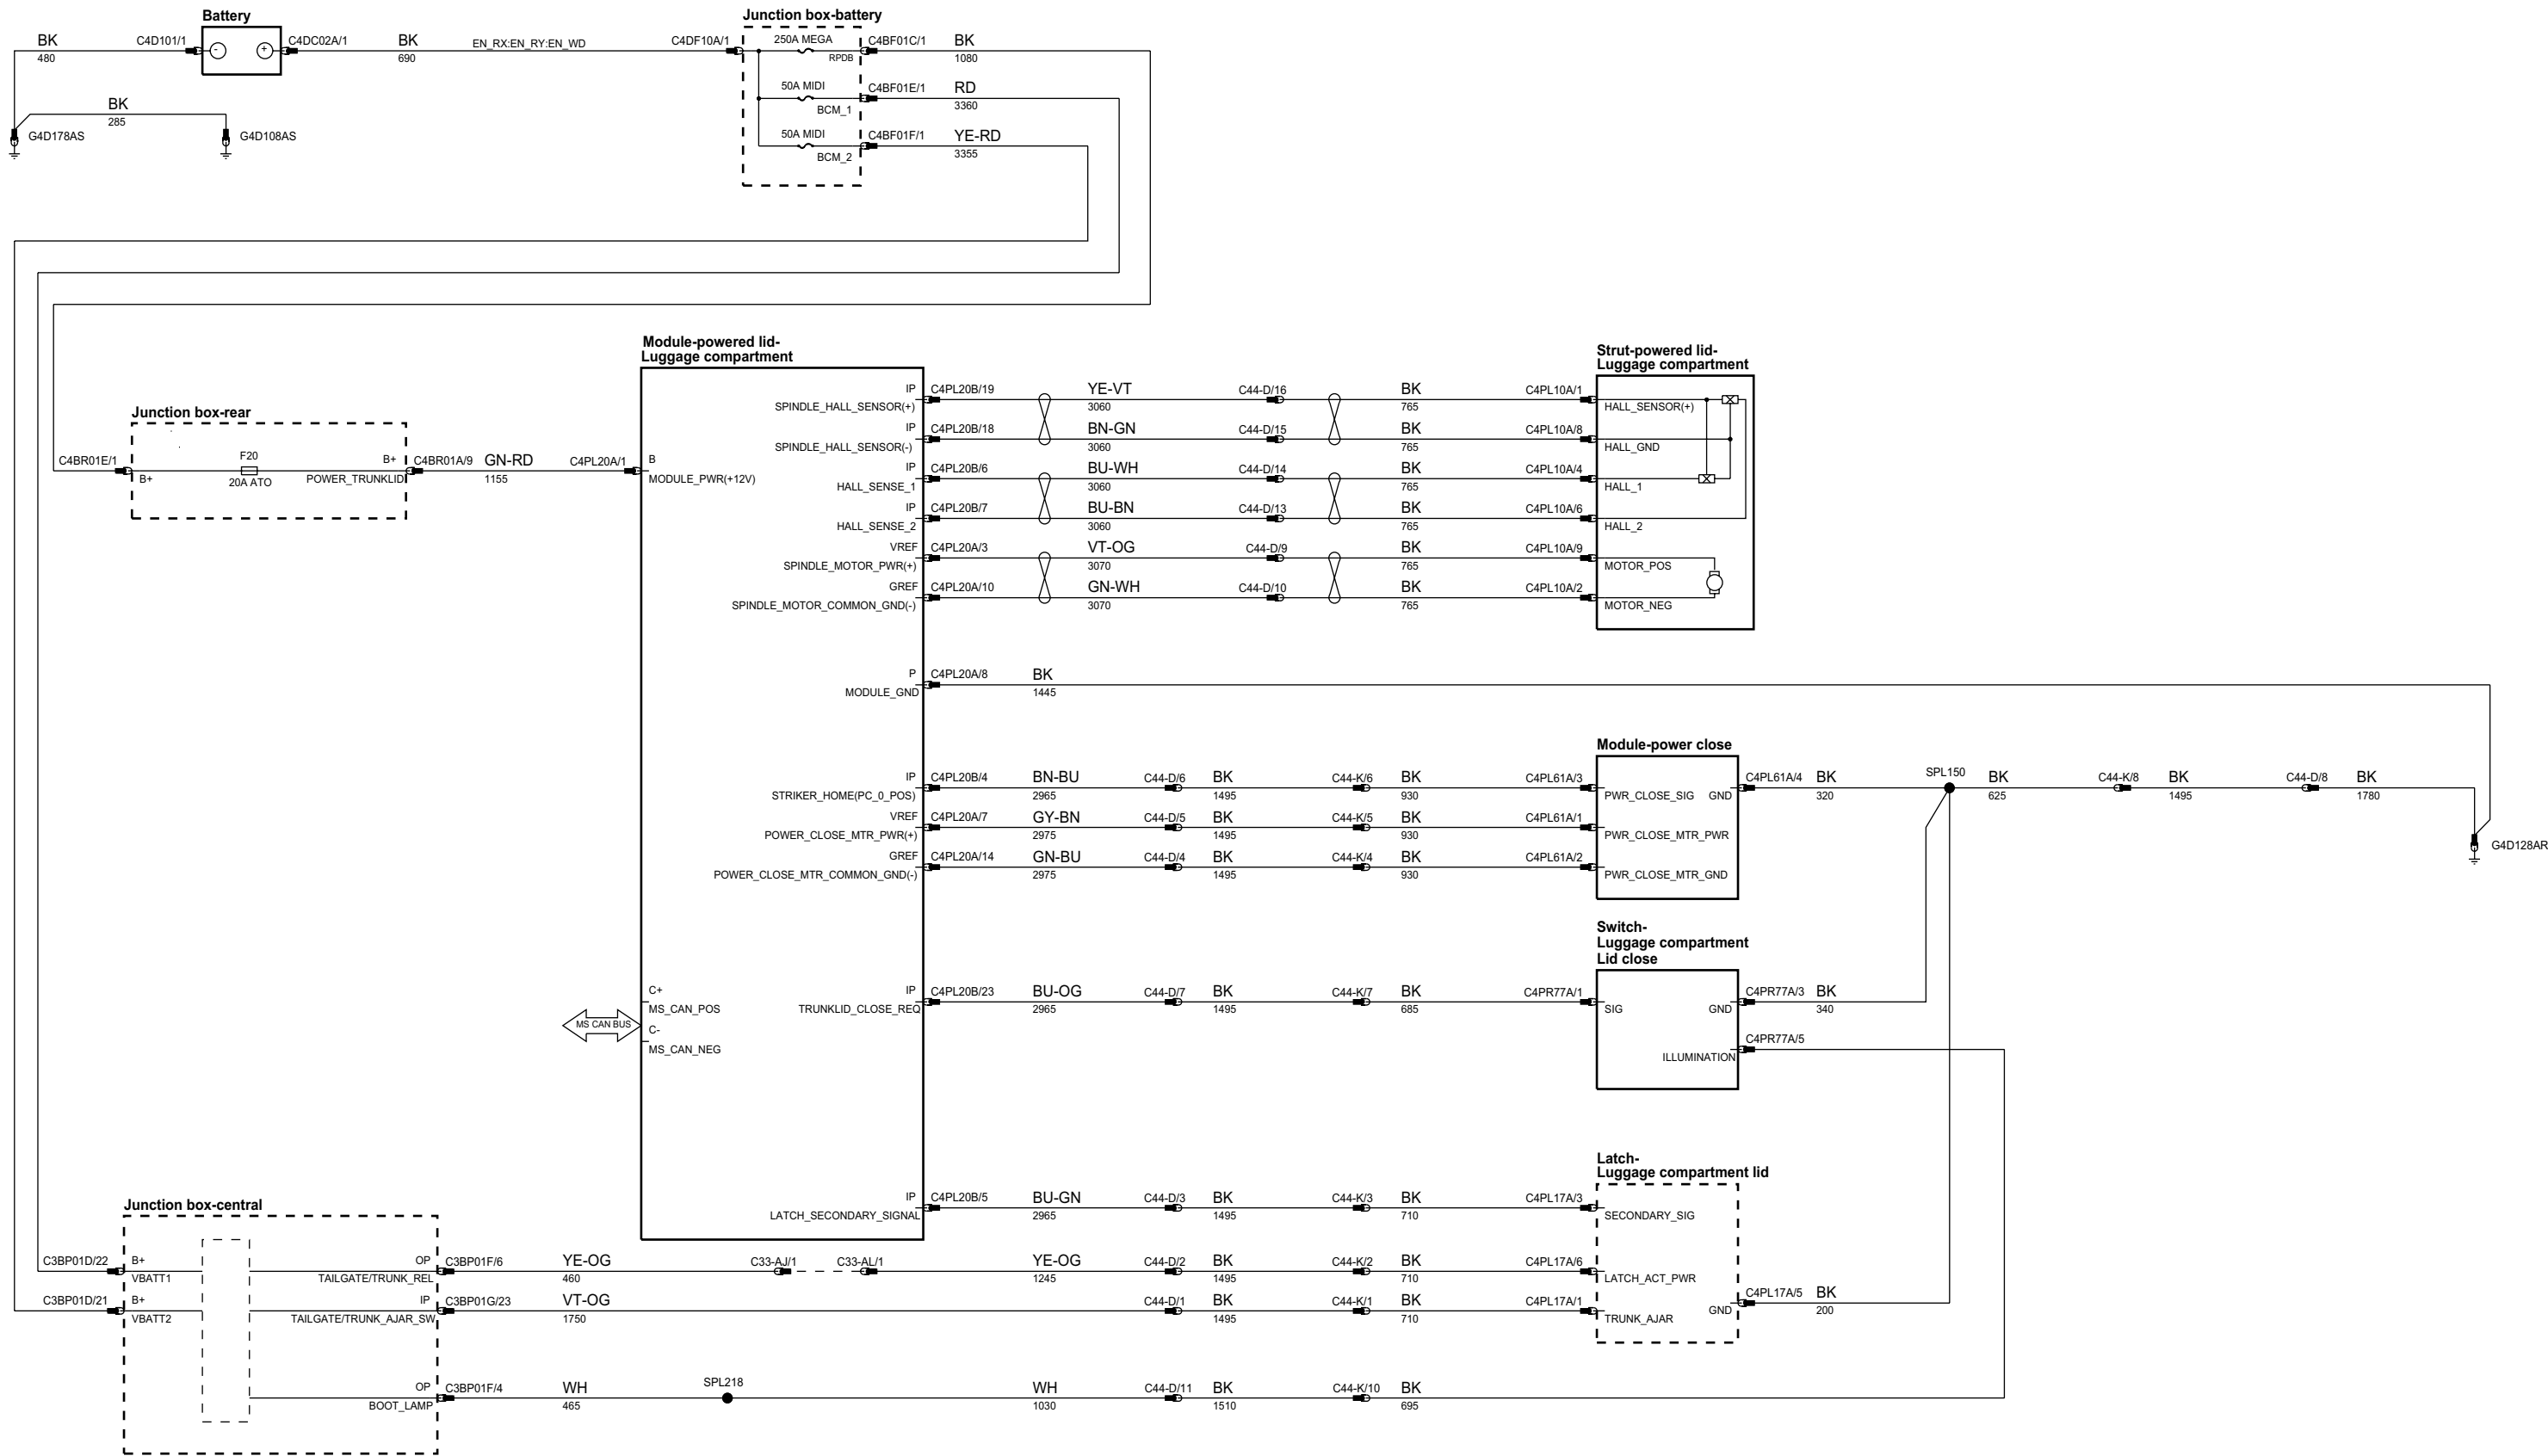 Battery
Junction box-battery
BK
C4D101/1
-
+
C4DC02A/1
BK
EN_RX:EN_RY:EN_WD
C4DF10A/1
250A MEGA
C4BF01C/1
BK
480
690
RPDB
1080
50A MIDI
C4BF01E/1
RD
BCM_1
3360
BK
285
G4D178AS
G4D108AS
50A MIDI
C4BF01F/1
YE-RD
BCM_2
3355
Module-powered lid-
Luggage compartment
Strut-powered lid-
Luggage compartment
IP
C4PL20B/19
YE-VT
C44-D/16
BK
C4PL10A/1
SPINDLE_HALL_SENSOR(+)
3060
765
HALL_SENSOR(+)
IP
C4PL20B/18
BN-GN
C44-D/15
BK
C4PL10A/8
SPINDLE_HALL_SENSOR(-)
3060
765
HALL_GND
Junction box-rear
C4BR01E/1
B+
F20
20A ATO
B+
POWER_TRUNKLID
C4BR01A/9
GN-RD
1155
C4PL20A/1
B
MODULE_PWR(+12V)
IP
C4PL20B/6
BU-WH
C44-D/14
BK
C4PL10A/4
HALL_SENSE_1
3060
765
HALL_1
IP
C4PL20B/7
BU-BN
C44-D/13
BK
C4PL10A/6
HALL_SENSE_2
3060
765
HALL_2
VREF
C4PL20A/3
VT-OG
C44-D/9
BK
C4PL10A/9
SPINDLE_MOTOR_PWR(+)
3070
765
MOTOR_POS
GREF
C4PL20A/10
GN-WH
C44-D/10
BK
C4PL10A/2
SPINDLE_MOTOR_COMMON_GND(-)
3070
765
MOTOR_NEG
P
C4PL20A/8
BK
MODULE_GND
1445
Module-power close
IP
C4PL20B/4
BN-BU
C44-D/6
BK
C44-K/6
BK
C4PL61A/3
STRIKER_HOME(PC_0_POS)
2965
1495
930
PWR_CLOSE_SIG
GND
C4PL61A/4
BK
320
SPL150
BK
625
C44-K/8
BK
1495
C44-D/8
BK
1780
G4D128AR
VREF
C4PL20A/7
GY-BN
C44-D/5
BK
C44-K/5
BK
C4PL61A/1
POWER_CLOSE_MTR_PWR(+)
2975
1495
930
PWR_CLOSE_MTR_PWR
GREF
C4PL20A/14
GN-BU
C44-D/4
BK
C44-K/4
BK
C4PL61A/2
POWER_CLOSE_MTR_COMMON_GND(-)
2975
1495
930
PWR_CLOSE_MTR_GND
Switch-
Luggage compartment
Lid close
C+
MS_CAN_POS
C-
MS_CAN_NEG
MS CAN BUS
IP
C4PL20B/23
BU-OG
C44-D/7
BK
C44-K/7
BK
C4PR77A/1
TRUNKLID_CLOSE_REQ
2965
1495
685
SIG
GND
C4PR77A/3
BK
340
C4PR77A/5
ILLUMINATION
Latch-
Luggage compartment lid
IP
C4PL20B/5
BU-GN
C44-D/3
BK
C44-K/3
BK
C4PL17A/3
LATCH_SECONDARY_SIGNAL
2965
1495
710
SECONDARY_SIG
Junction box-central
C3BP01D/22
B+
VBATT1
OP
TAILGATE/TRUNK_REL
C3BP01F/6
YE-OG
460
C33-AJ/1
C33-AL/1
YE-OG
1245
C44-D/2
BK
1495
C44-K/2
BK
710
C4PL17A/6
LATCH_ACT_PWR
C3BP01D/21
B+
VBATT2
IP
TAILGATE/TRUNK_AJAR_SW
C3BP01G/23
VT-OG
1750
C44-D/1
BK
1495
C44-K/1
BK
710
C4PL17A/1
TRUNK_AJAR
GND
C4PL17A/5
BK
200
OP
BOOT_LAMP
C3BP01F/4
WH
465
SPL218
WH
1030
C44-D/11
BK
1510
C44-K/10
BK
695